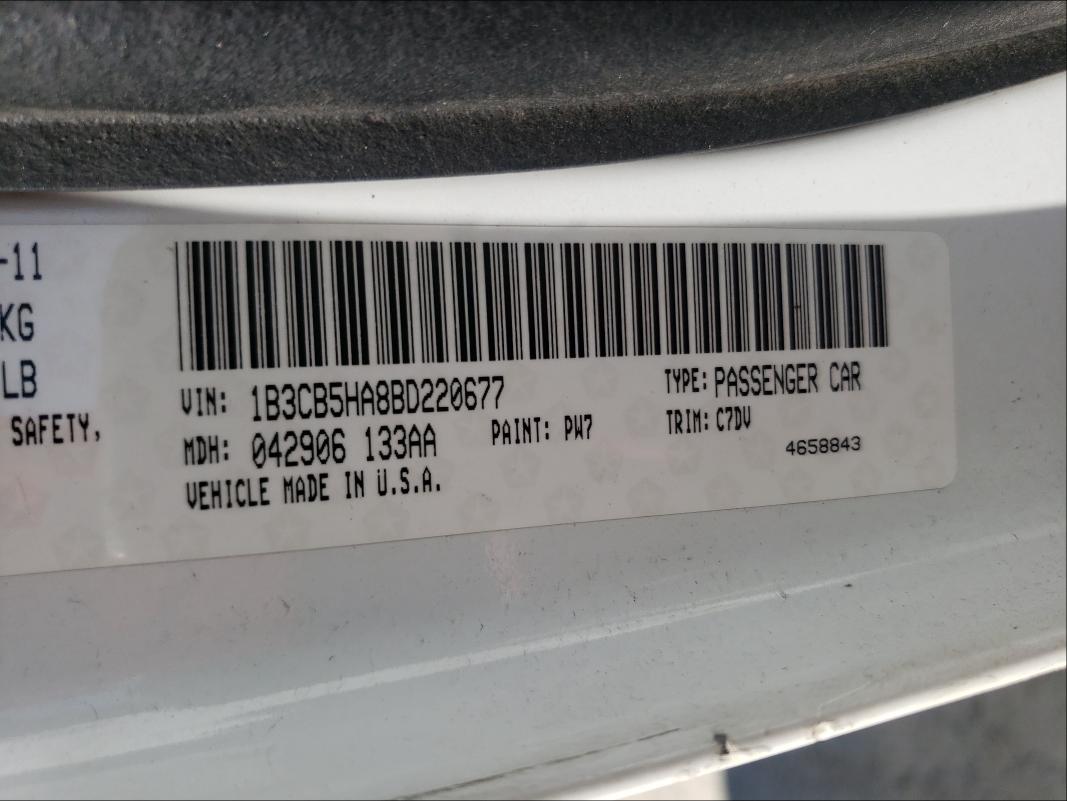 -11
KG
LB
SAFETY,
VIN: 1B3CB5HA8BD220677 TYPE: PASSENGER CAR
MDH: 042906 133AA PAINT: PW7 TRIM: C7DV
VEHICLE MADE IN U.S.A. 4658843